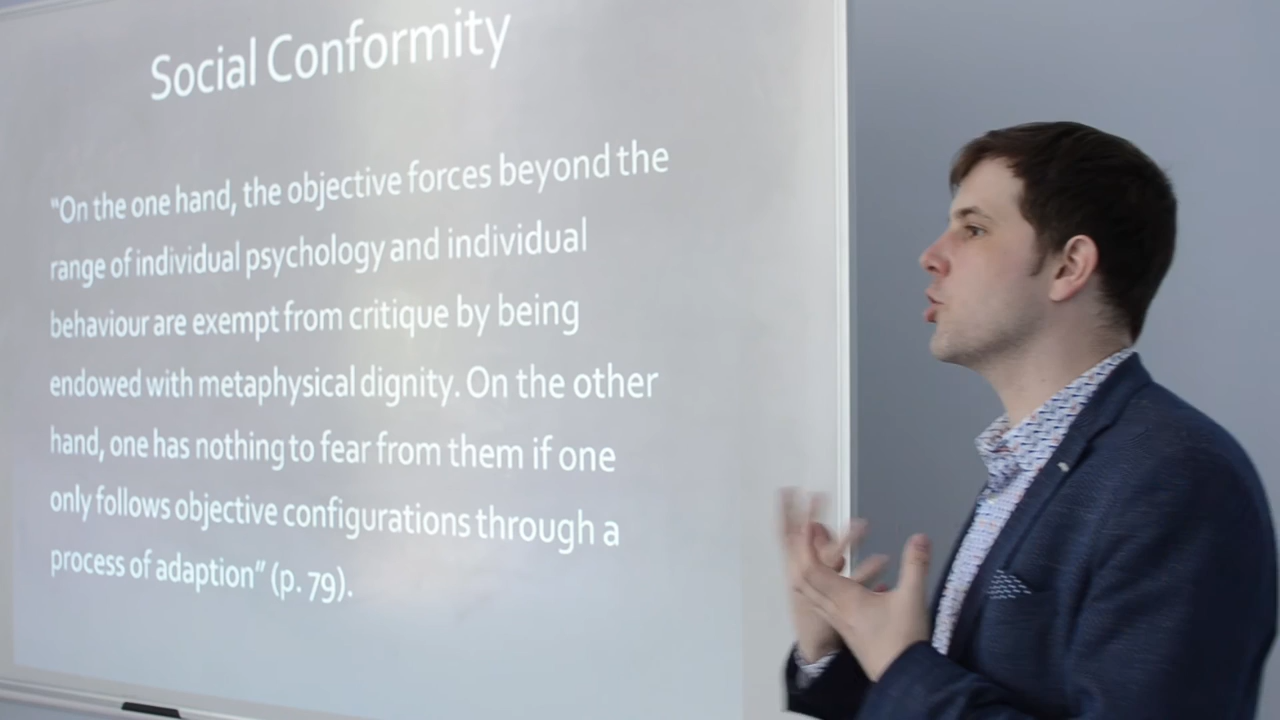 Social Conformity
"On the one hand, the objective forces beyond the
range of individual psychology and individual
behaviour are exempt from critique by being
endowed with metaphysical dignity. On the other
hand, one has nothing to fear from them if one
only follows objective configurations through a
process of adaption" (p. 79).